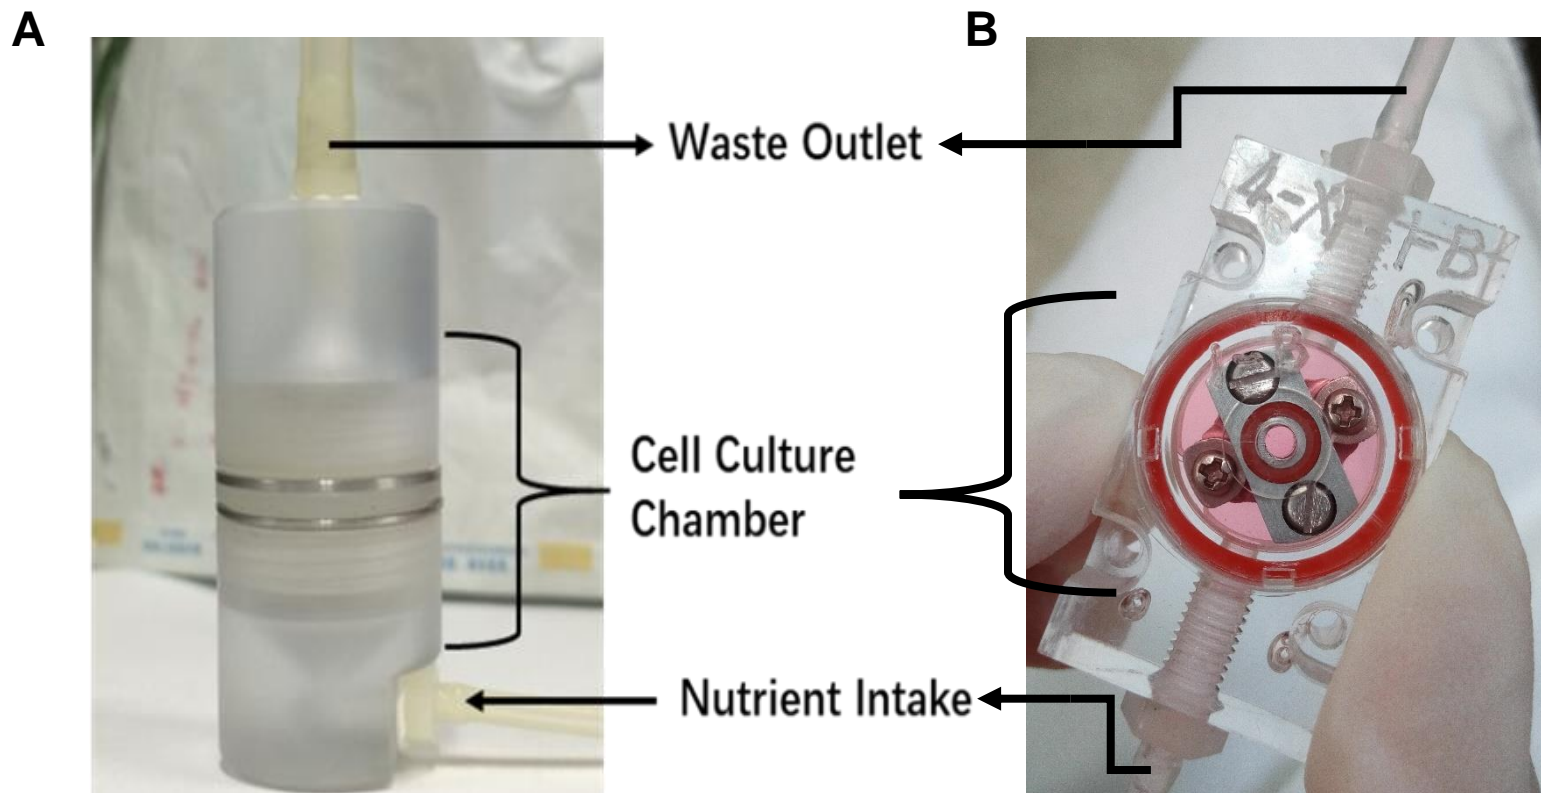 A
B
Waste Outlet
Cell Culture
Chamber
Nutrient Intake